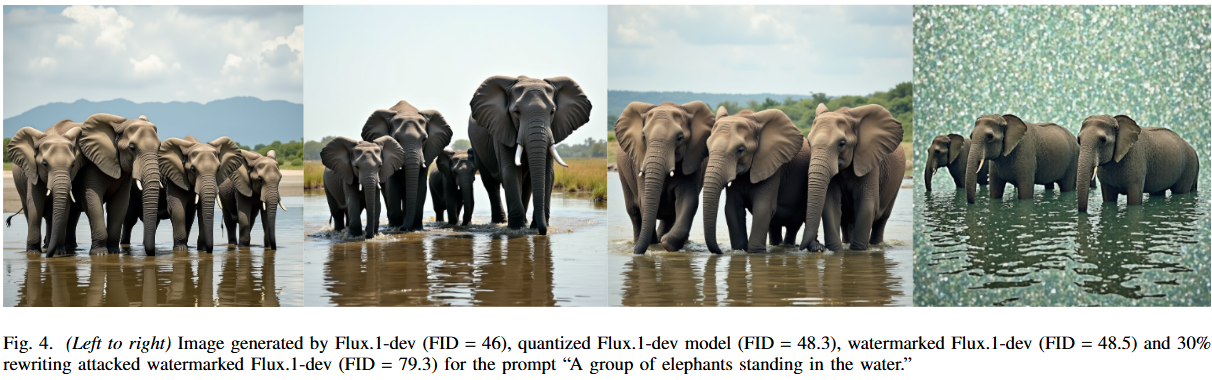 Fig. 4. (Left to right) Image generated by Flux.1-dev (FID = 46), quantized Flux.1-dev model (FID = 48.3), watermarked Flux.1-dev (FID = 48.5) and 30%
rewriting attacked watermarked Flux.1-dev (FID = 79.3) for the prompt “A group of elephants standing in the water.”